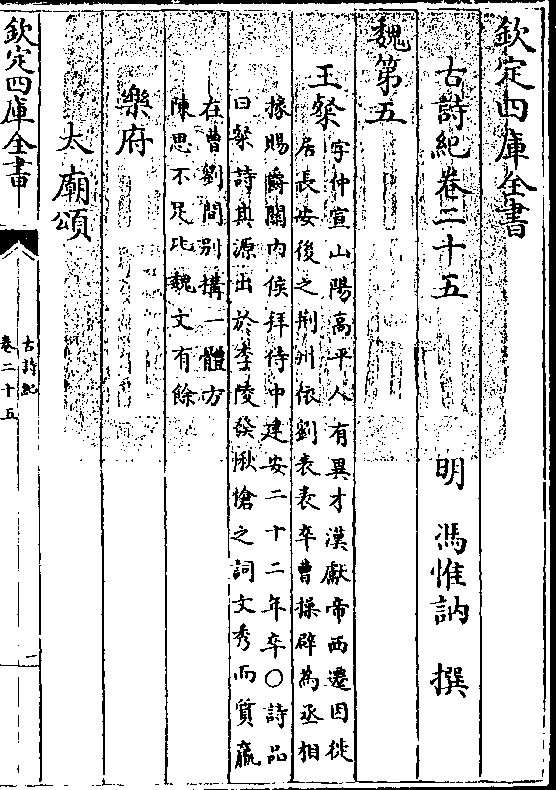 欽定四庫全書
古詩紀卷二十五　明　馮惟訥　撰
魏第五
王粲　字仲宣山陽高平人有異才漢獻帝西遷因徙
居長安後之荆州依劉表表卒曹操辟為丞相
掾賜爵關内侯拜侍中建安二十二年卒○詩品
曰粲詩其源出於李陵發愀愴之詞文秀而質羸
在曹劉間别構一體方
陳思不足比魏文有餘
樂府
太廟頌
欽定四庫全書
古詩紀
卷二十五
一